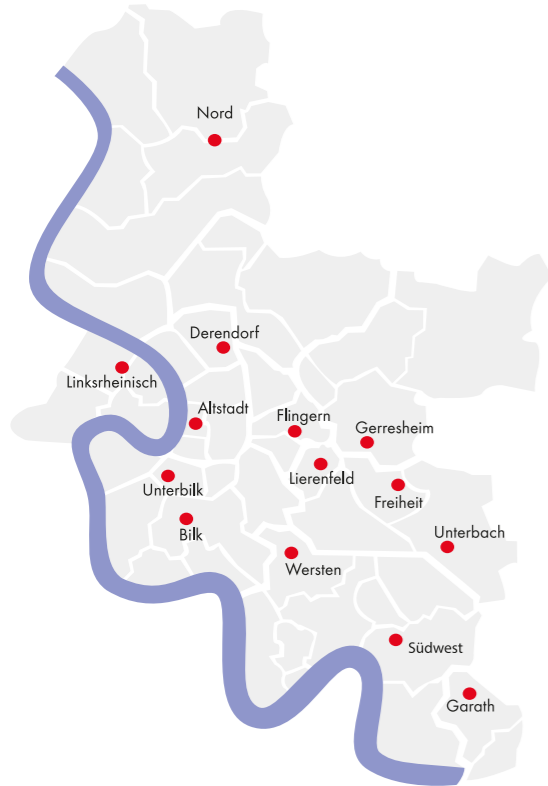 Nord
Derendorf
Linksrheinisch
Altstadt
Flingern
Gerresheim
Lierenfeld
Unterbilk
Freiheit
Bilk
Unterbach
Wersten
Südwest
Garath